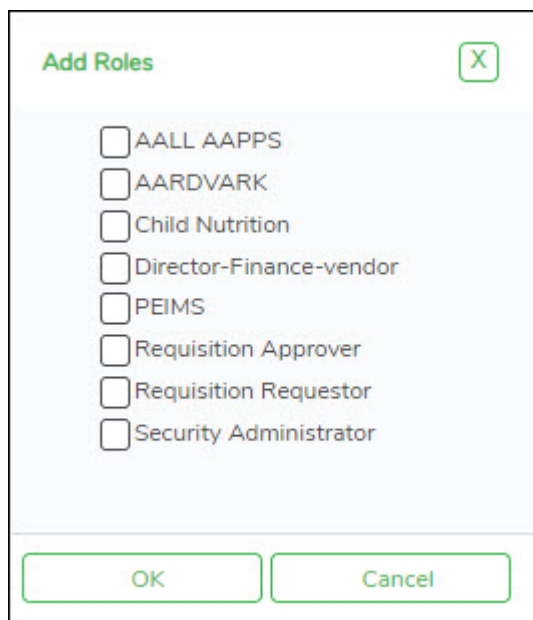 Add Roles X
AALL AAPPS
AARDVARK
Child Nutrition
Director-Finance-vendor
PEIMS
Requisition Approver
Requisition Requestor
Security Administrator
OK Cancel